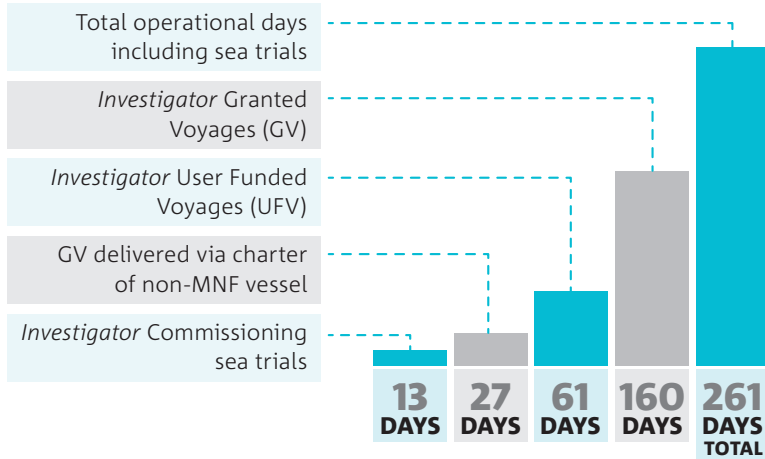 Total operational days
including sea trials
Investigator Granted
Voyages (GV)
Investigator User Funded
Voyages (UFV)
GV delivered via charter
of non-MNF vessel
Investigator Commissioning
sea trials
13
DAYS
27
DAYS
61
DAYS
160
DAYS
261
DAYS
TOTAL